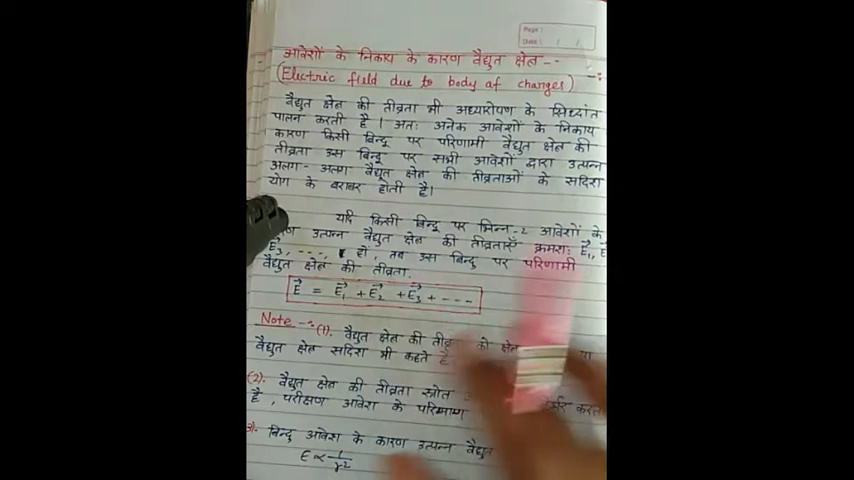 Page :
Date : / /
आवेशों के निकाय के कारण वैद्युत क्षेत्र -
(Electric field due to body of changes)
वैद्युत क्षेत्र की तीव्रता भी अध्यारोपण के सिद्धांत
पालन करती है । अतः अनेक आवेशों के निकाय
कारण किसी बिन्दू पर परिणामी वैद्युत क्षेत्र की
तीव्रता उस बिन्दू पर सभी आवेशों द्वारा उत्पन्न
अलग- अलग वैद्युत क्षेत्र की तीव्रताओं के सदिश
योग के बराबर होती है।
यदि किसी बिन्दू पर भिन्न-2 आवेशों के
उत्पन्न वैद्युत क्षेत्र की तीव्रताएँ क्रमशः E⃗₁,
E⃗₃, ---, हों, तब उस बिन्दु पर परिणामी
वैद्युत क्षेत्र की तीव्रता.
E⃗ = E⃗₁ + E⃗₂ + E⃗₃ + ---
Note -: (1). वैद्युत क्षेत्र की को
वैद्युत क्षेत्र सदिश भी कहते
(2). वैद्युत क्षेत्र की तीव्रता स्रोत
है , परीक्षण आवेश के परिमाण
बिन्दु आवेश के कारण उत्पन्न वैद्युत
E ∝ 1/r²